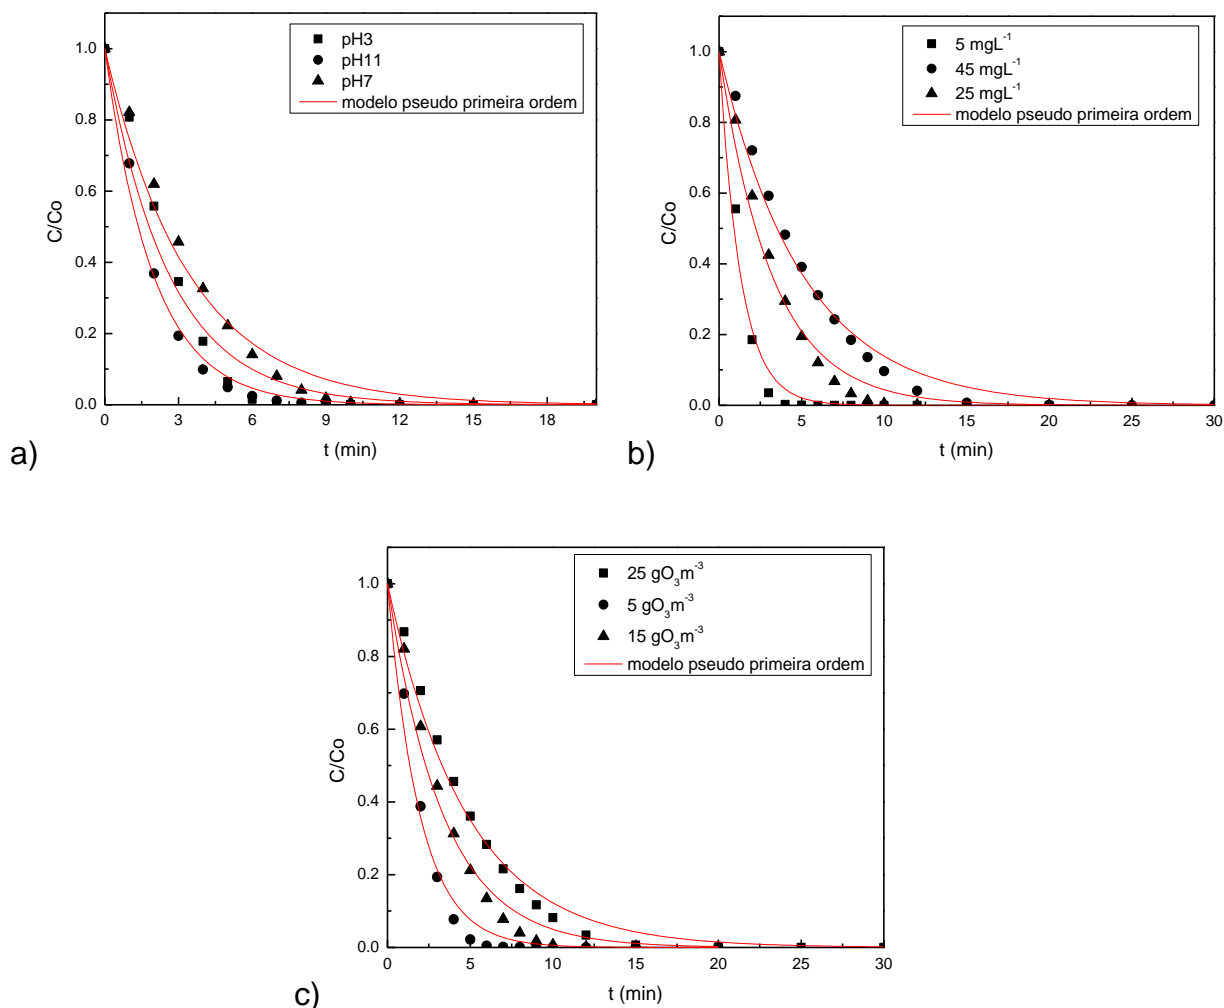 pH3
pH11
pH7
modelo pseudo primeira ordem
1.0
0.8
0.6
0.4
0.2
0.0
C/Co
0 3 6 9 12 15 18
t (min)
a)
5 mgL⁻¹
45 mgL⁻¹
25 mgL⁻¹
modelo pseudo primeira ordem
1.0
0.8
0.6
0.4
0.2
0.0
C/Co
0 5 10 15 20 25 30
t (min)
b)
25 gO₃m⁻³
5 gO₃m⁻³
15 gO₃m⁻³
modelo pseudo primeira ordem
1.0
0.8
0.6
0.4
0.2
0.0
C/Co
0 5 10 15 20 25 30
t (min)
c)